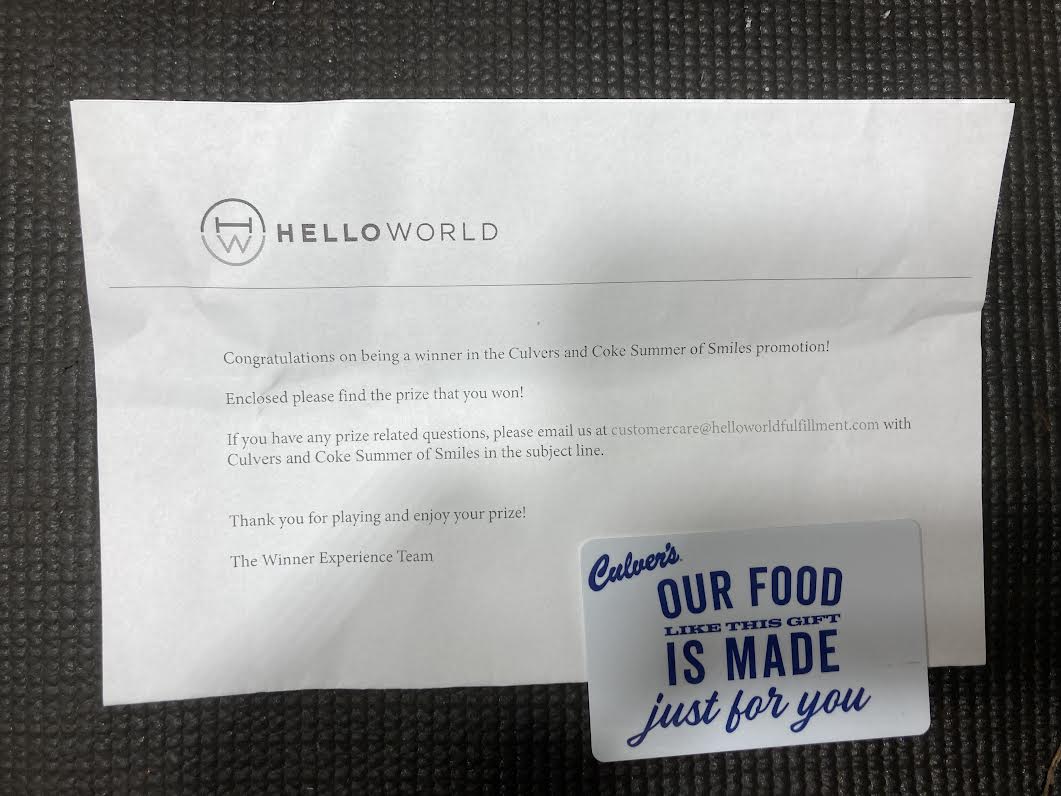 HW HELLOWORLD
Congratulations on being a winner in the Culvers and Coke Summer of Smiles promotion!
Enclosed please find the prize that you won!
If you have any prize related questions, please email us at customercare@helloworldfulfillment.com with
Culvers and Coke Summer of Smiles in the subject line.
Thank you for playing and enjoy your prize!
The Winner Experience Team
Culver's
OUR FOOD
LIKE THIS GIFT
IS MADE
just for you